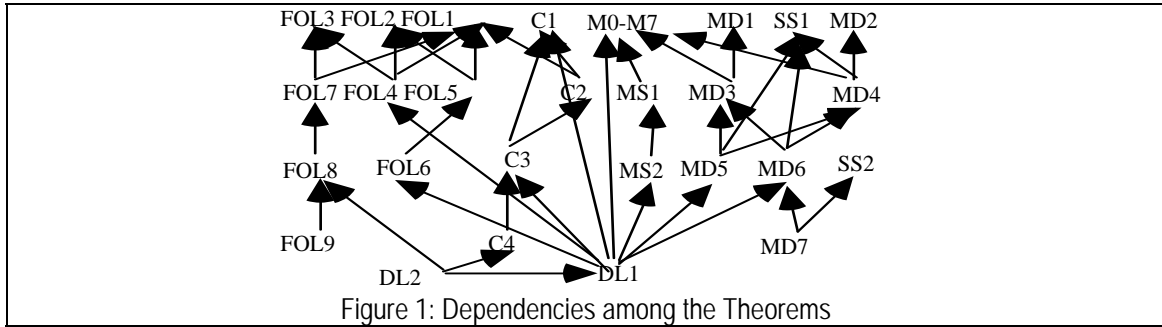 FOL3 FOL2 FOL1 C1 M0-M7 MD1 SS1 MD2
FOL7 FOL4 FOL5 C2 MS1 MD3 MD4
FOL8 FOL6 C3 MS2 MD5 MD6 SS2
FOL9 C4 MD7
DL2 DL1
Figure 1: Dependencies among the Theorems